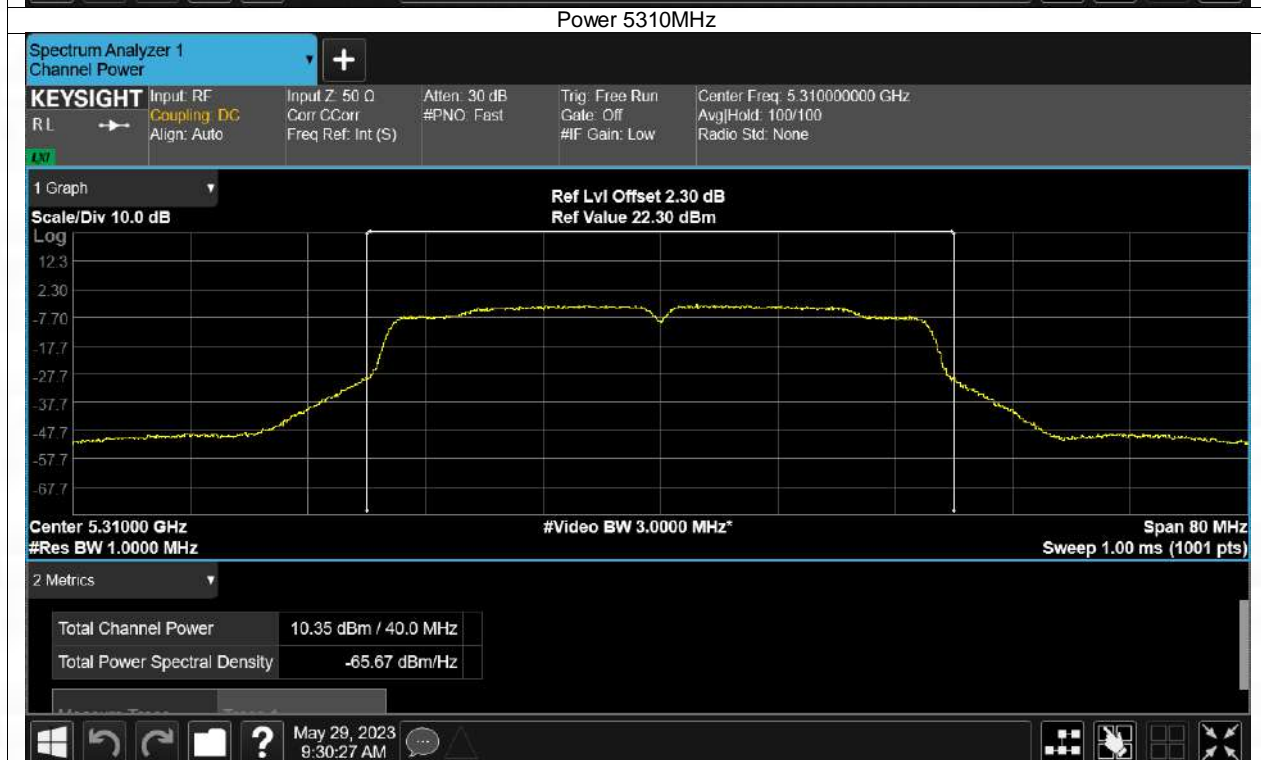 Power 5310MHz
Spectrum Analyzer 1
Channel Power
KEYSIGHT
RL
LXI
Input: RF
Coupling: DC
Align: Auto
Input Z: 50 Ω
Corr CCorr
Freq Ref: Int (S)
Atten: 30 dB
#PNO: Fast
Trig: Free Run
Gate: Off
#IF Gain: Low
Center Freq: 5.310000000 GHz
Avg|Hold: 100/100
Radio Std: None
1 Graph
Scale/Div 10.0 dB
Ref Lvl Offset 2.30 dB
Ref Value 22.30 dBm
Log
12.3
2.30
-7.70
-17.7
-27.7
-37.7
-47.7
-57.7
-67.7
Center 5.31000 GHz
#Video BW 3.0000 MHz*
Span 80 MHz
#Res BW 1.0000 MHz
Sweep 1.00 ms (1001 pts)
2 Metrics
Total Channel Power 10.35 dBm / 40.0 MHz
Total Power Spectral Density -65.67 dBm/Hz
May 29, 2023
9:30:27 AM